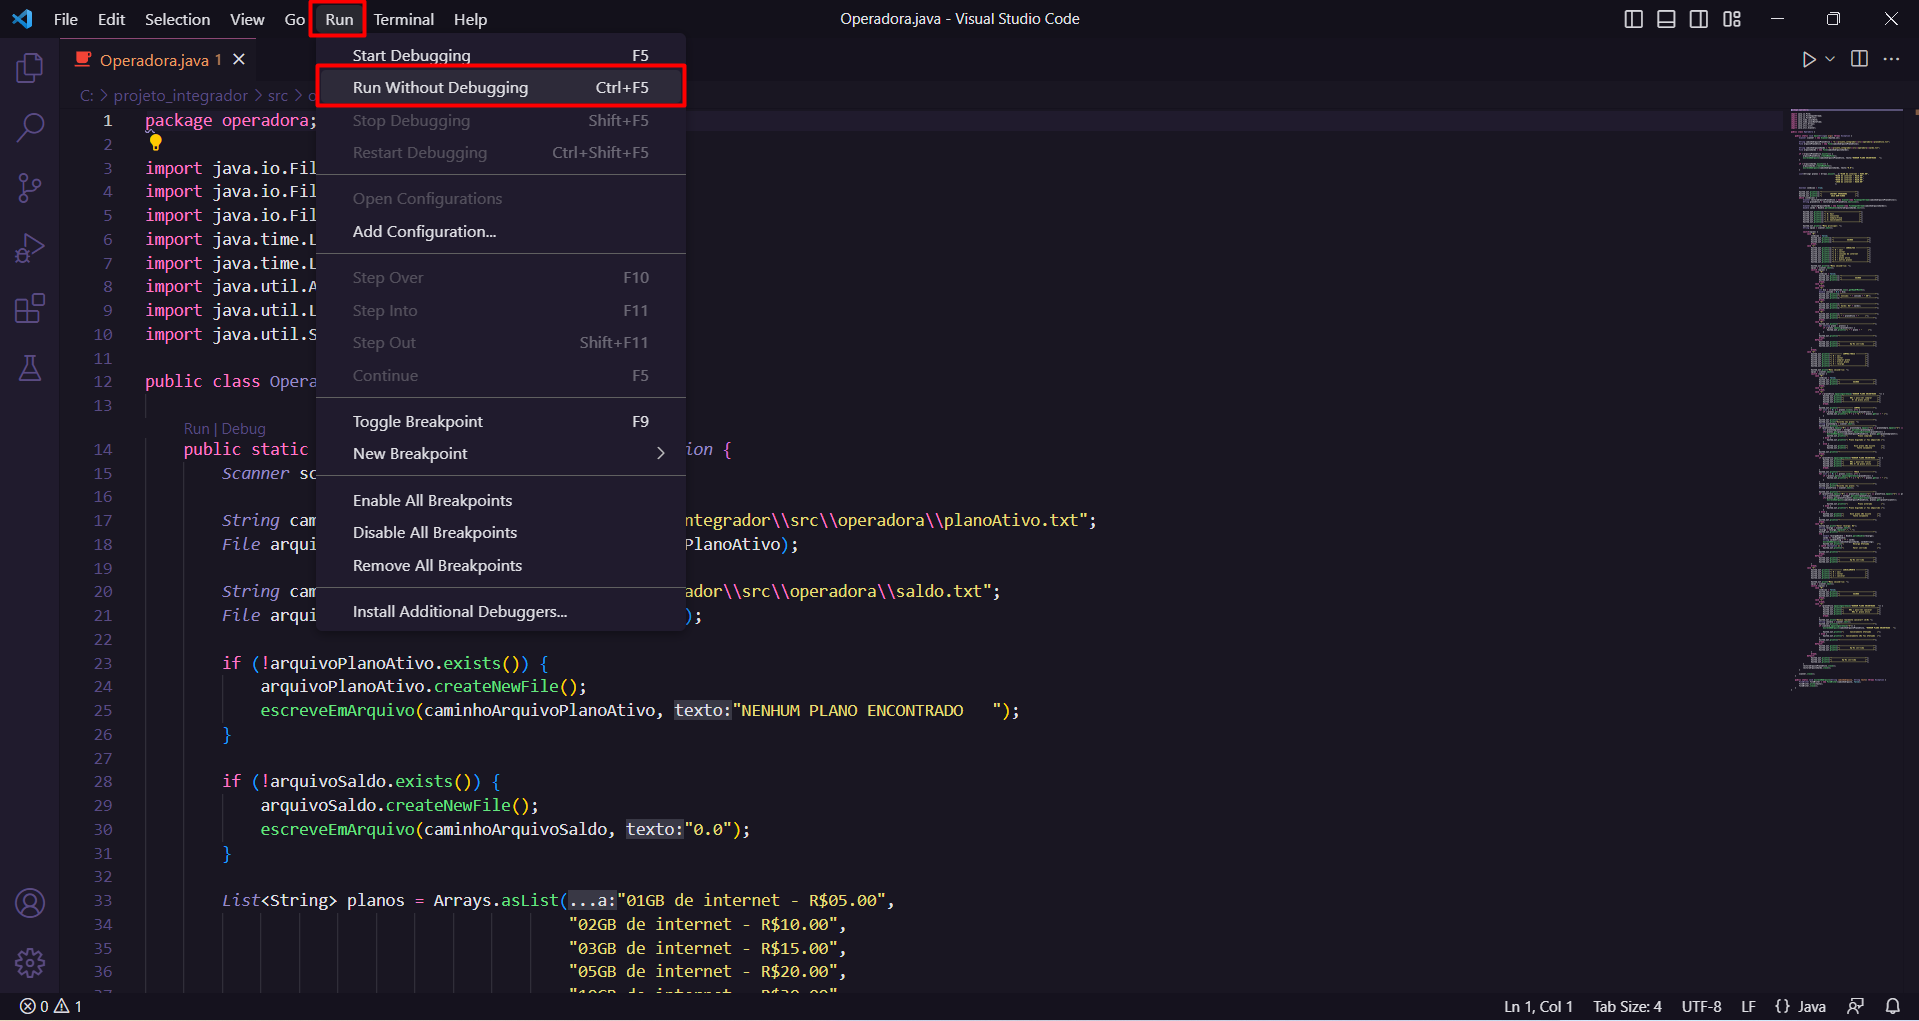 File Edit Selection View Go Run Terminal Help Operadora.java - Visual Studio Code
Operadora.java 1
C: > projeto_integrador > src >
Start Debugging F5
Run Without Debugging Ctrl+F5
Stop Debugging Shift+F5
Restart Debugging Ctrl+Shift+F5
Open Configurations
Add Configuration...
Step Over F10
Step Into F11
Step Out Shift+F11
Continue F5
Toggle Breakpoint F9
New Breakpoint
Enable All Breakpoints
Disable All Breakpoints
Remove All Breakpoints
Install Additional Debuggers...
1 package operadora;
2
3 import java.io.Fil
4 import java.io.Fil
5 import java.io.Fil
6 import java.time.L
7 import java.time.L
8 import java.util.A
9 import java.util.L
10 import java.util.S
11
12 public class Opera
13
Run | Debug
14 public static ion {
15 Scanner sc
16
17 String cam ntegrador\\src\\operadora\\planoAtivo.txt";
18 File arqui PlanoAtivo);
19
20 String cam ador\\src\\operadora\\saldo.txt";
21 File arqui );
22
23 if (!arquivoPlanoAtivo.exists()) {
24 arquivoPlanoAtivo.createNewFile();
25 escreveEmArquivo(caminhoArquivoPlanoAtivo, texto:"NENHUM PLANO ENCONTRADO   ");
26 }
27
28 if (!arquivoSaldo.exists()) {
29 arquivoSaldo.createNewFile();
30 escreveEmArquivo(caminhoArquivoSaldo, texto:"0.0");
31 }
32
33 List<String> planos = Arrays.asList(...a:"01GB de internet - R$05.00",
34 "02GB de internet - R$10.00",
35 "03GB de internet - R$15.00",
36 "05GB de internet - R$20.00",
0 1 Ln 1, Col 1 Tab Size: 4 UTF-8 LF {} Java